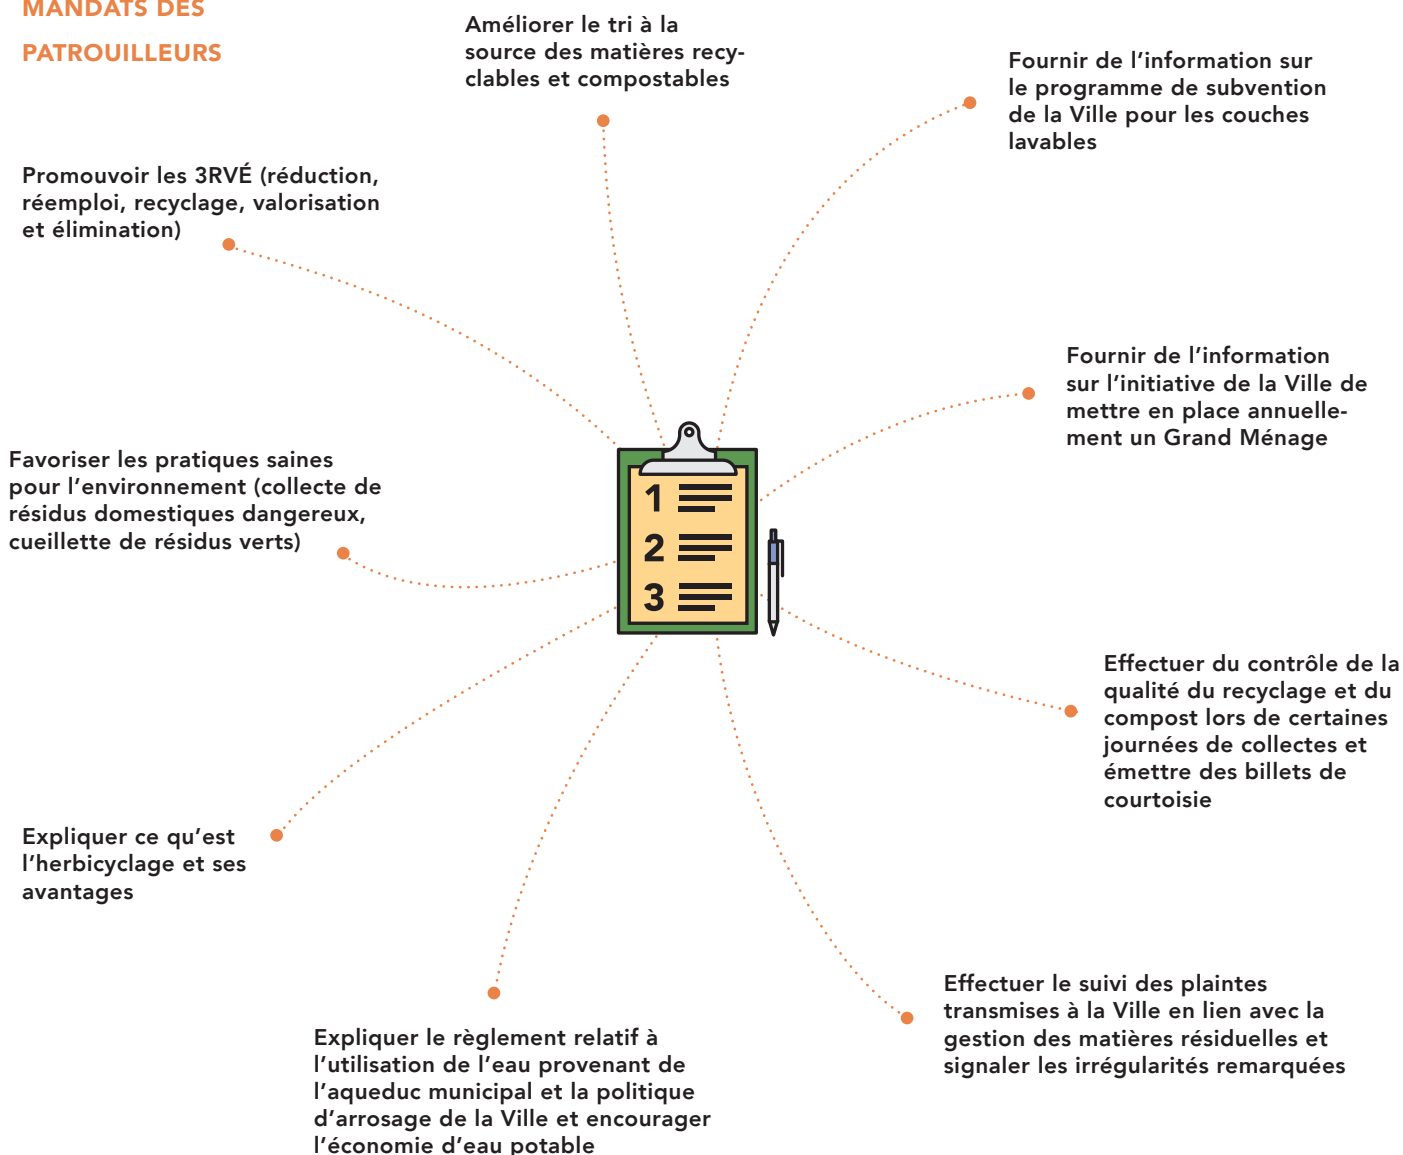 MANDATS DES
PATROUILLEURS
Améliorer le tri à la
source des matières recy-
clables et compostables
Fournir de l'information sur
le programme de subvention
de la Ville pour les couches
lavables
Promouvoir les 3RVÉ (réduction,
réemploi, recyclage, valorisation
et élimination)
Fournir de l'information
sur l'initiative de la Ville de
mettre en place annuelle-
ment un Grand Ménage
Favoriser les pratiques saines
pour l'environnement (collecte de
résidus domestiques dangereux,
cueillette de résidus verts)
1
2
3
Effectuer du contrôle de la
qualité du recyclage et du
compost lors de certaines
journées de collectes et
émettre des billets de
courtoisie
Expliquer ce qu'est
l'herbicyclage et ses
avantages
Effectuer le suivi des plaintes
transmises à la Ville en lien avec la
gestion des matières résiduelles et
signaler les irrégularités remarquées
Expliquer le règlement relatif à
l'utilisation de l'eau provenant de
l'aqueduc municipal et la politique
d'arrosage de la Ville et encourager
l'économie d'eau potable